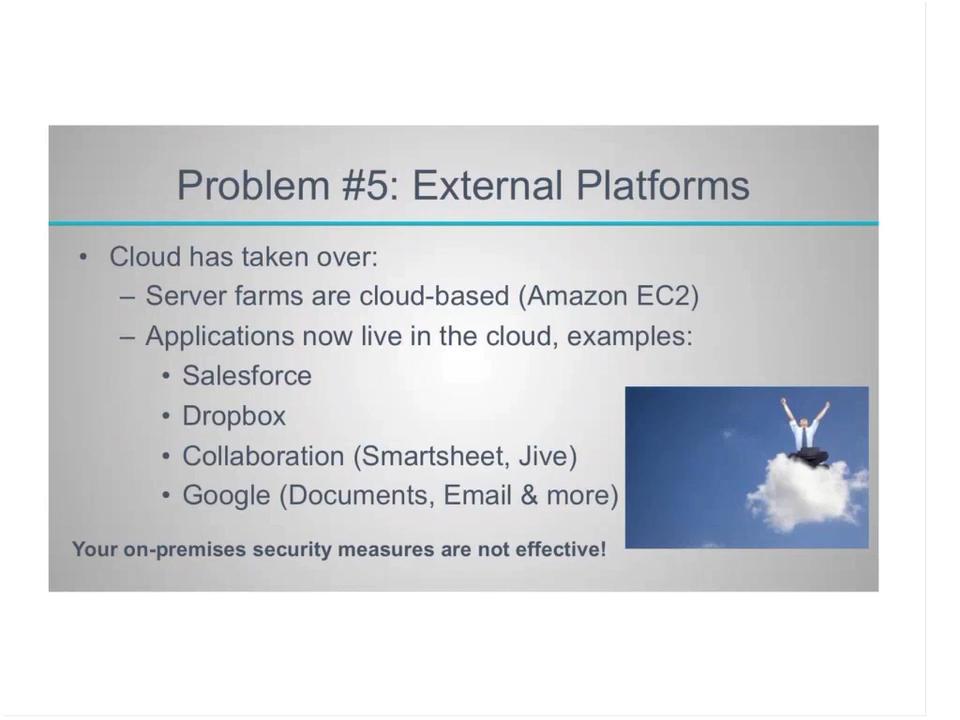 Problem #5: External Platforms
• Cloud has taken over:
– Server farms are cloud-based (Amazon EC2)
– Applications now live in the cloud, examples:
• Salesforce
• Dropbox
• Collaboration (Smartsheet, Jive)
• Google (Documents, Email & more)
Your on-premises security measures are not effective!